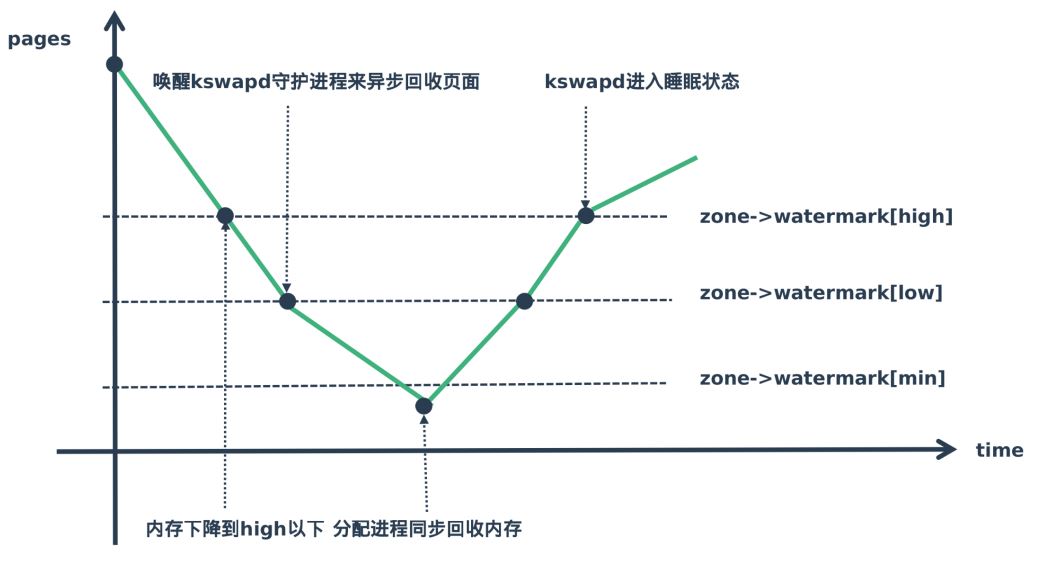 pages
唤醒kswapd守护进程来异步回收页面
kswapd进入睡眠状态
zone->watermark[high]
zone->watermark[low]
zone->watermark[min]
time
内存下降到high以下
分配进程同步回收内存